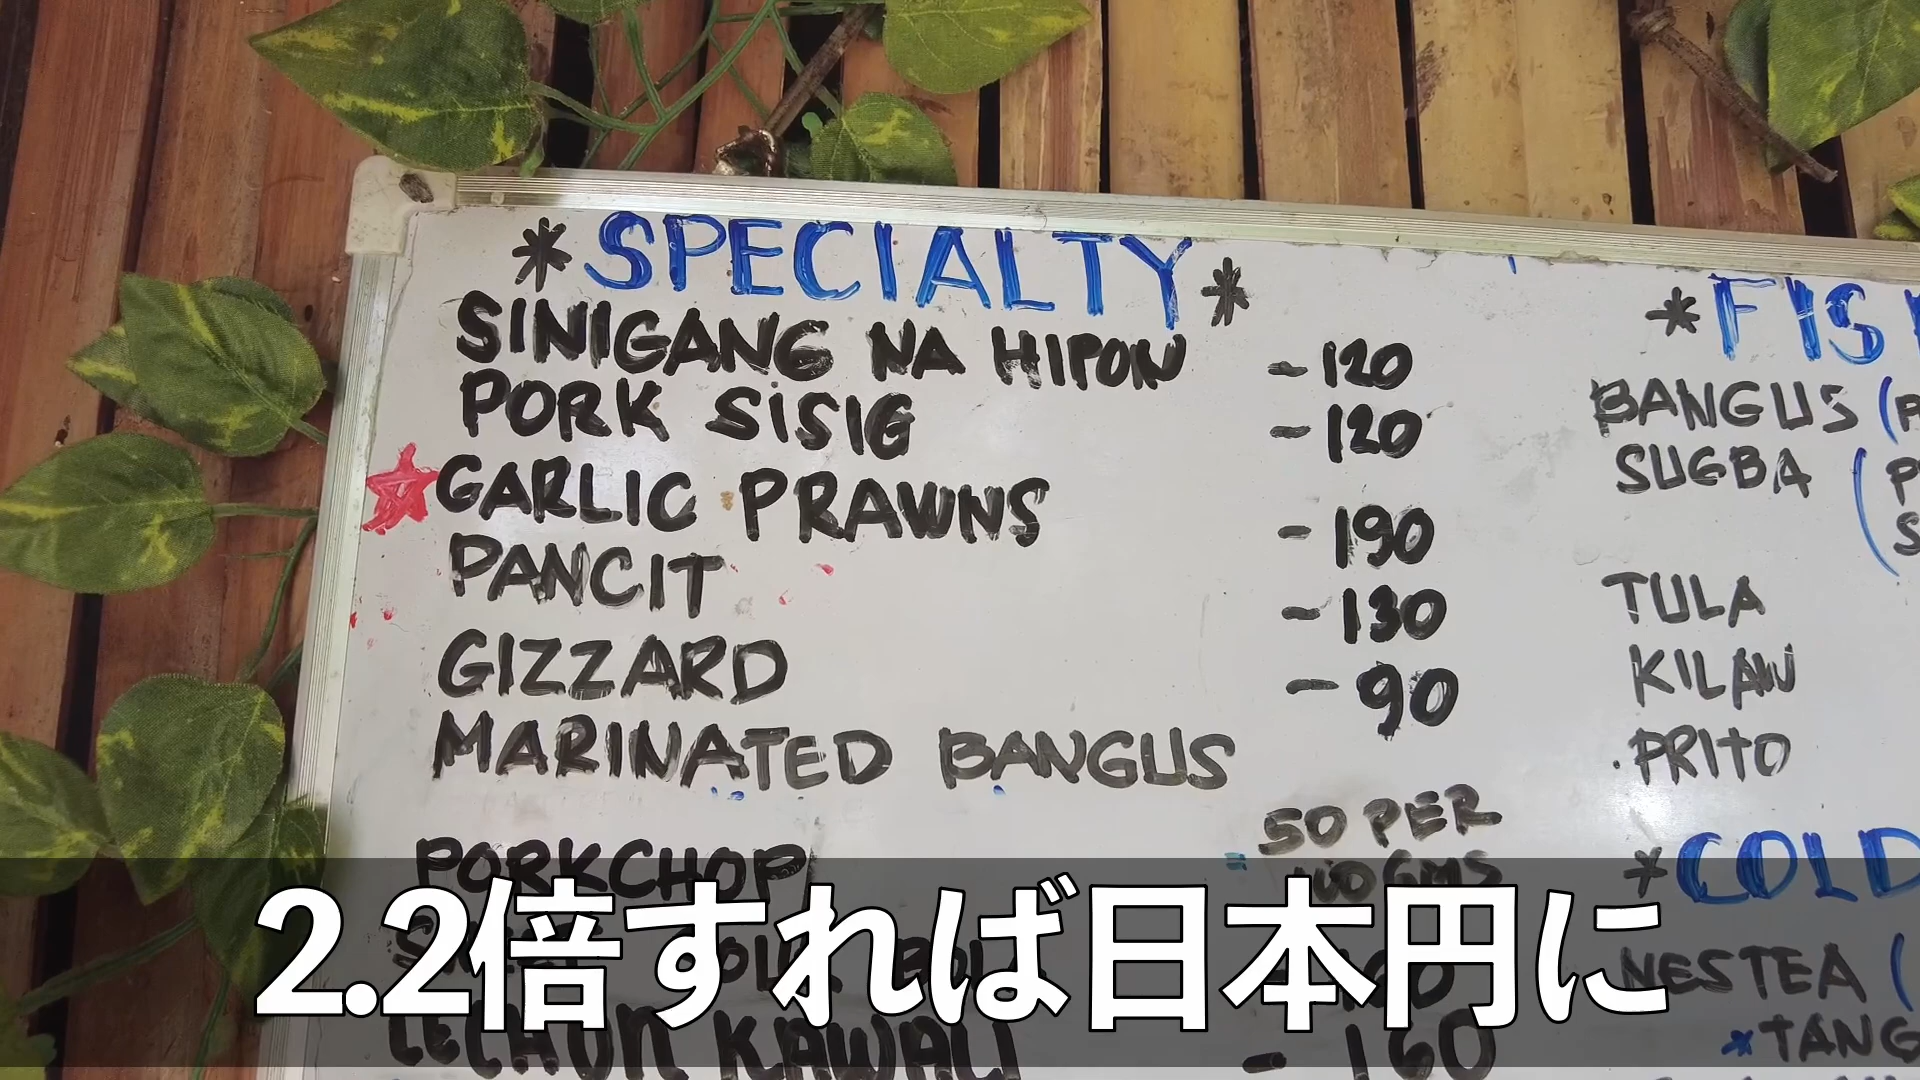 * SPECIALTY *
SINIGANG NA HIPON - 120
PORK SISIG - 120
GARLIC PRAWNS - 190
PANCIT - 130
GIZZARD - 90
MARINATED BANGUS
50 PER
100 GMS
PORKCHOP
LECHON KAWALI - 160
* FIS
BANGUS (P
SUGBA (P
S
TULA
KILAW
PRITO
* COLD
NESTEA (
* TANG
2.2倍すれば日本円に